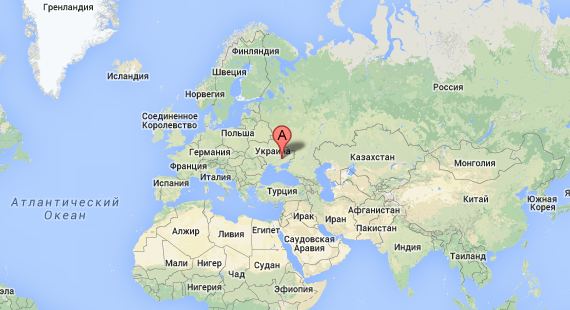 Гренландия
Финляндия
Швеция
Исландия
Россия
Норвегия
Соединенное
Королевство
Польша
A
Украина
Германия
Казахстан
Франция
Монголия
Италия
Испания
Турция
Китай
Атлантический
Океан
Афганистан
Южная
Корея
Ирак
Иран
Алжир
Ливия
Египет
Пакистан
Саудовская
Аравия
Индия
Таиланд
Мали
Нигер
Судан
Чад
Нигерия
Эфиопия
эла